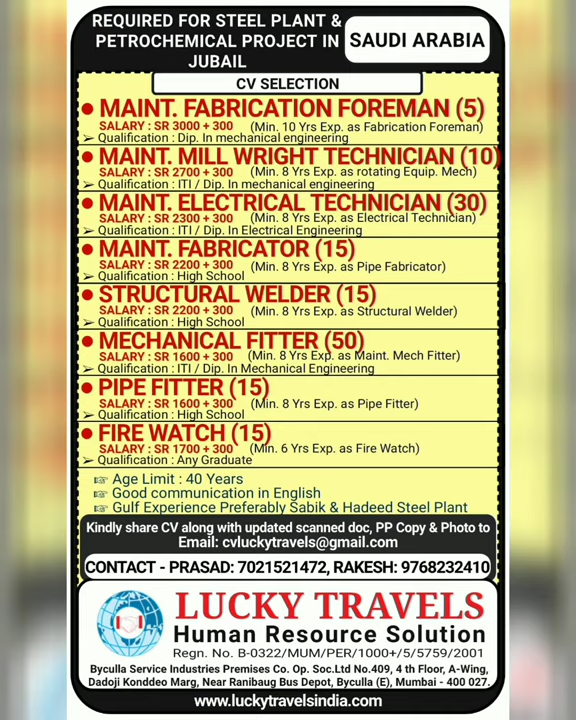 REQUIRED FOR STEEL PLANT &
PETROCHEMICAL PROJECT IN
JUBAIL
SAUDI ARABIA
CV SELECTION
• MAINT. FABRICATION FOREMAN (5)
SALARY : SR 3000 + 300 (Min. 10 Yrs Exp. as Fabrication Foreman)
➢ Qualification : Dip. In mechanical engineering
• MAINT. MILL WRIGHT TECHNICIAN (10)
SALARY : SR 2700 + 300 (Min. 8 Yrs Exp. as rotating Equip. Mech)
➢ Qualification : ITI / Dip. In mechanical engineering
• MAINT. ELECTRICAL TECHNICIAN (30)
SALARY : SR 2300 + 300 (Min. 8 Yrs Exp. as Electrical Technician)
➢ Qualification : ITI / Dip. In Electrical Engineering
• MAINT. FABRICATOR (15)
SALARY : SR 2200 + 300 (Min. 8 Yrs Exp. as Pipe Fabricator)
➢ Qualification : High School
• STRUCTURAL WELDER (15)
SALARY : SR 2200 + 300 (Min. 8 Yrs Exp. as Structural Welder)
➢ Qualification : High School
• MECHANICAL FITTER (50)
SALARY : SR 1600 + 300 (Min. 8 Yrs Exp. as Maint. Mech Fitter)
➢ Qualification : ITI / Dip. In Mechanical Engineering
• PIPE FITTER (15)
SALARY : SR 1600 + 300 (Min. 8 Yrs Exp. as Pipe Fitter)
➢ Qualification : High School
• FIRE WATCH (15)
SALARY : SR 1700 + 300 (Min. 6 Yrs Exp. as Fire Watch)
➢ Qualification : Any Graduate
☞ Age Limit : 40 Years
☞ Good communication in English
☞ Gulf Experience Preferably Sabik & Hadeed Steel Plant
Kindly share CV along with updated scanned doc, PP Copy & Photo to
Email: cvluckytravels@gmail.com
CONTACT - PRASAD: 7021521472, RAKESH: 9768232410
LUCKY TRAVELS
Human Resource Solution
Regn. No. B-0322/MUM/PER/1000+/5/5759/2001
Byculla Service Industries Premises Co. Op. Soc.Ltd No.409, 4 th Floor, A-Wing,
Dadoji Konddeo Marg, Near Ranibaug Bus Depot, Byculla (E), Mumbai - 400 027.
www.luckytravelsindia.com